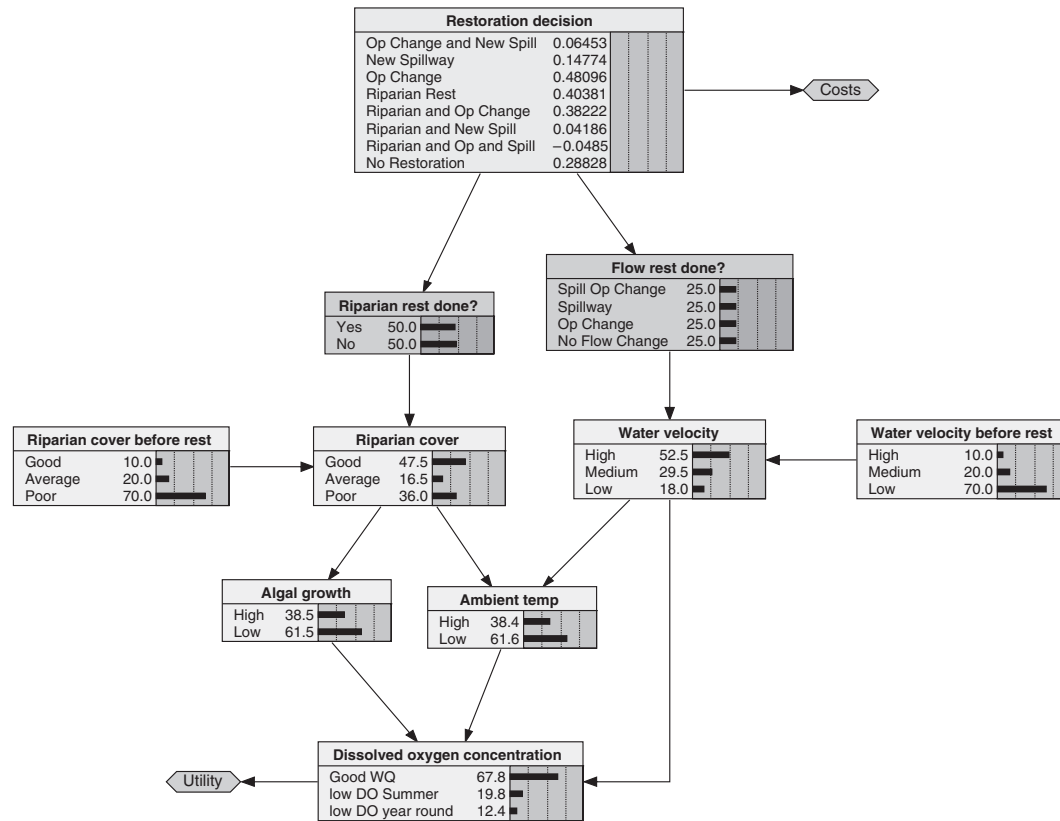 Restoration decision
Op Change and New Spill 0.06453
New Spillway 0.14774
Op Change 0.48096
Riparian Rest 0.40381
Riparian and Op Change 0.38222
Riparian and New Spill 0.04186
Riparian and Op and Spill −0.0485
No Restoration 0.28828
Costs
Flow rest done?
Spill Op Change 25.0
Spillway 25.0
Op Change 25.0
No Flow Change 25.0
Riparian rest done?
Yes 50.0
No 50.0
Riparian cover before rest
Good 10.0
Average 20.0
Poor 70.0
Riparian cover
Good 47.5
Average 16.5
Poor 36.0
Water velocity
High 52.5
Medium 29.5
Low 18.0
Water velocity before rest
High 10.0
Medium 20.0
Low 70.0
Algal growth
High 38.5
Low 61.5
Ambient temp
High 38.4
Low 61.6
Dissolved oxygen concentration
Good WQ 67.8
low DO Summer 19.8
low DO year round 12.4
Utility